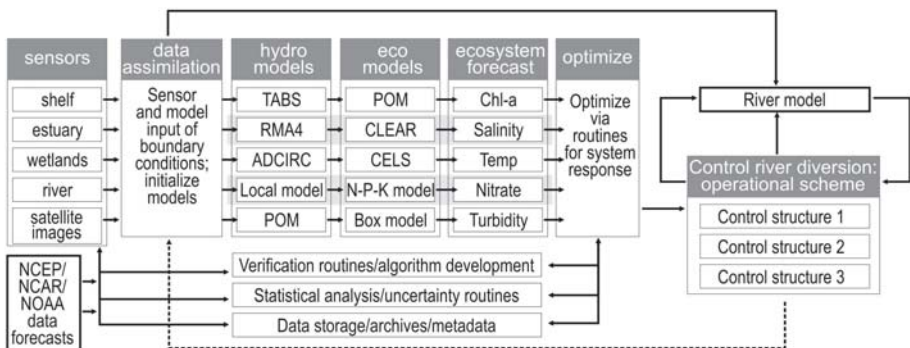 sensors
shelf
estuary
wetlands
river
satellite
images
data
assimilation
Sensor
and model
input of
boundary
conditions;
initialize
models
hydro
models
TABS
RMA4
ADCIRC
Local model
POM
eco
models
POM
CLEAR
CELS
N-P-K model
Box model
ecosystem
forecast
Chl-a
Salinity
Temp
Nitrate
Turbidity
optimize
Optimize
via
routines
for system
response
River model
Control river diversion:
operational scheme
Control structure 1
Control structure 2
Control structure 3
NCEP/
NCAR/
NOAA
data
forecasts
Verification routines/algorithm development
Statistical analysis/uncertainty routines
Data storage/archives/metadata